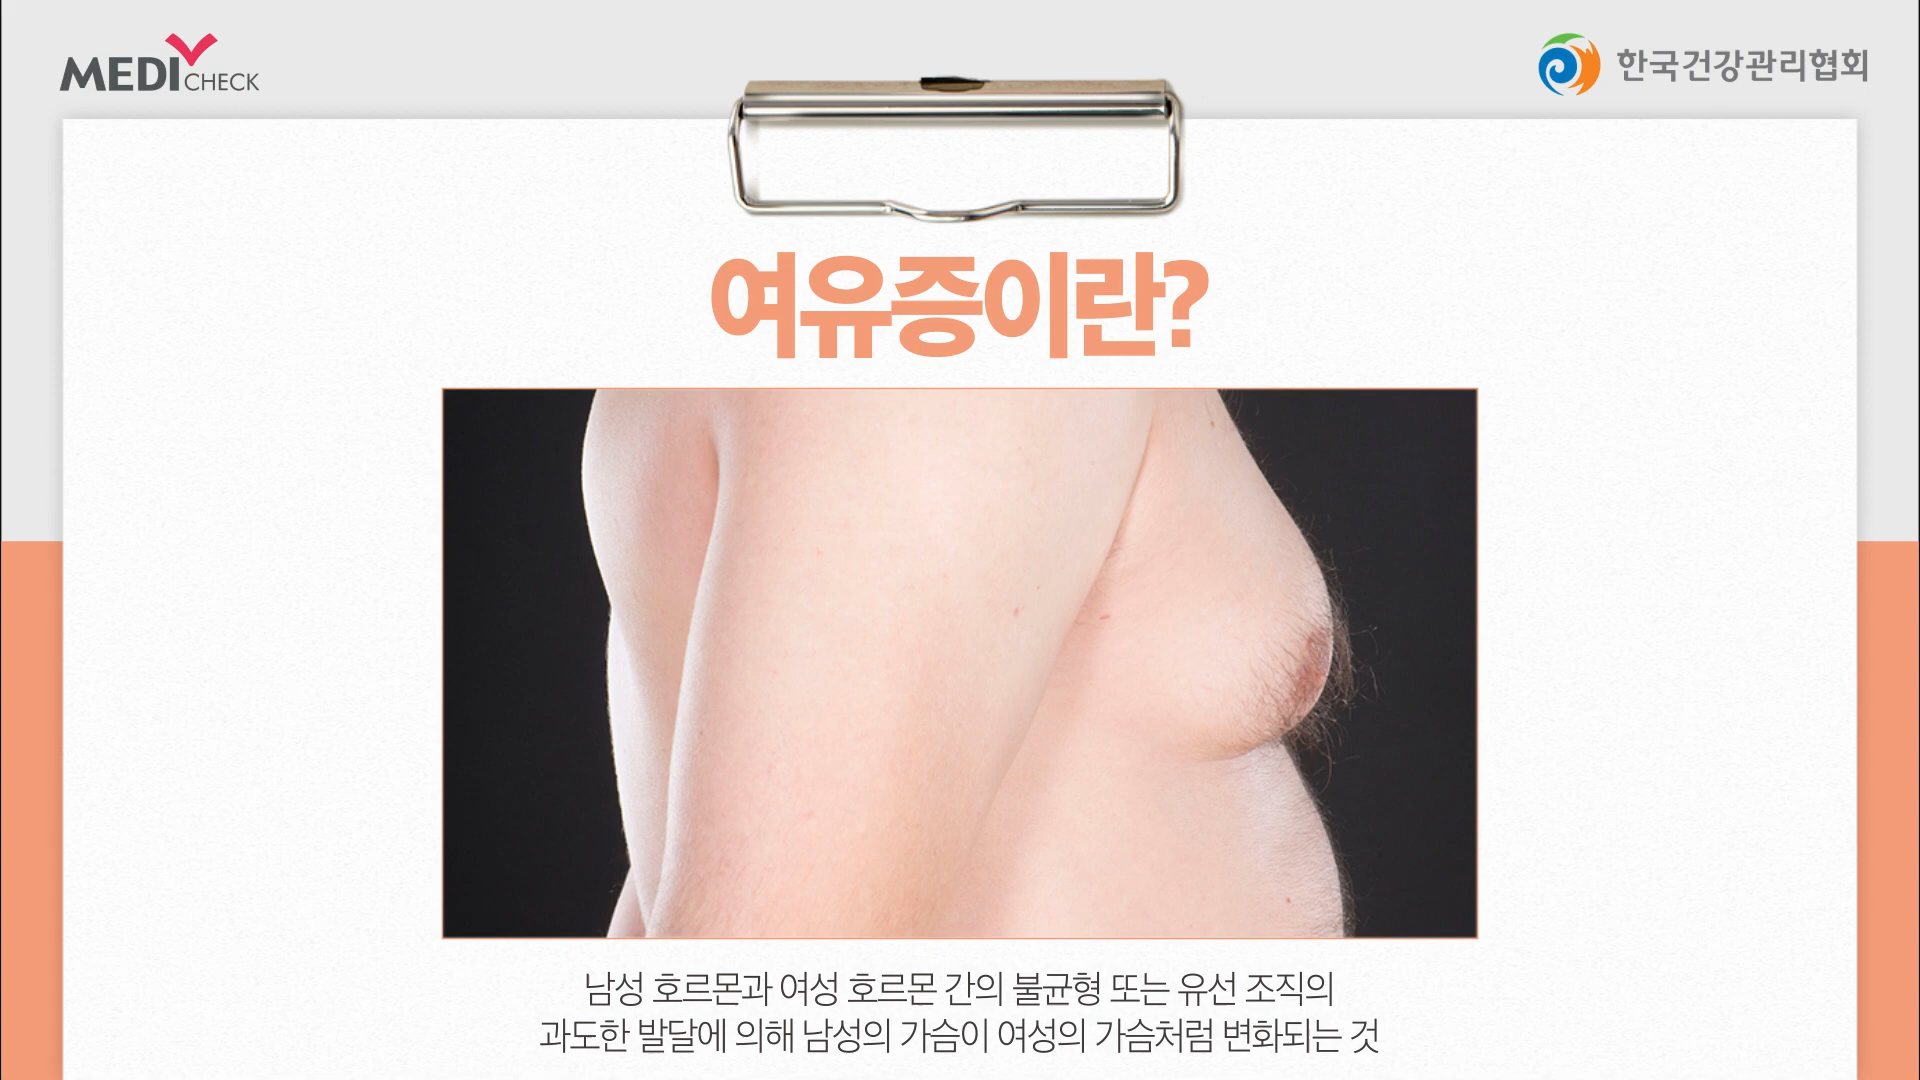 MEDICHECK
한국건강관리협회
여유증이란?
남성 호르몬과 여성 호르몬 간의 불균형 또는 유선 조직의
과도한 발달에 의해 남성의 가슴이 여성의 가슴처럼 변화되는 것